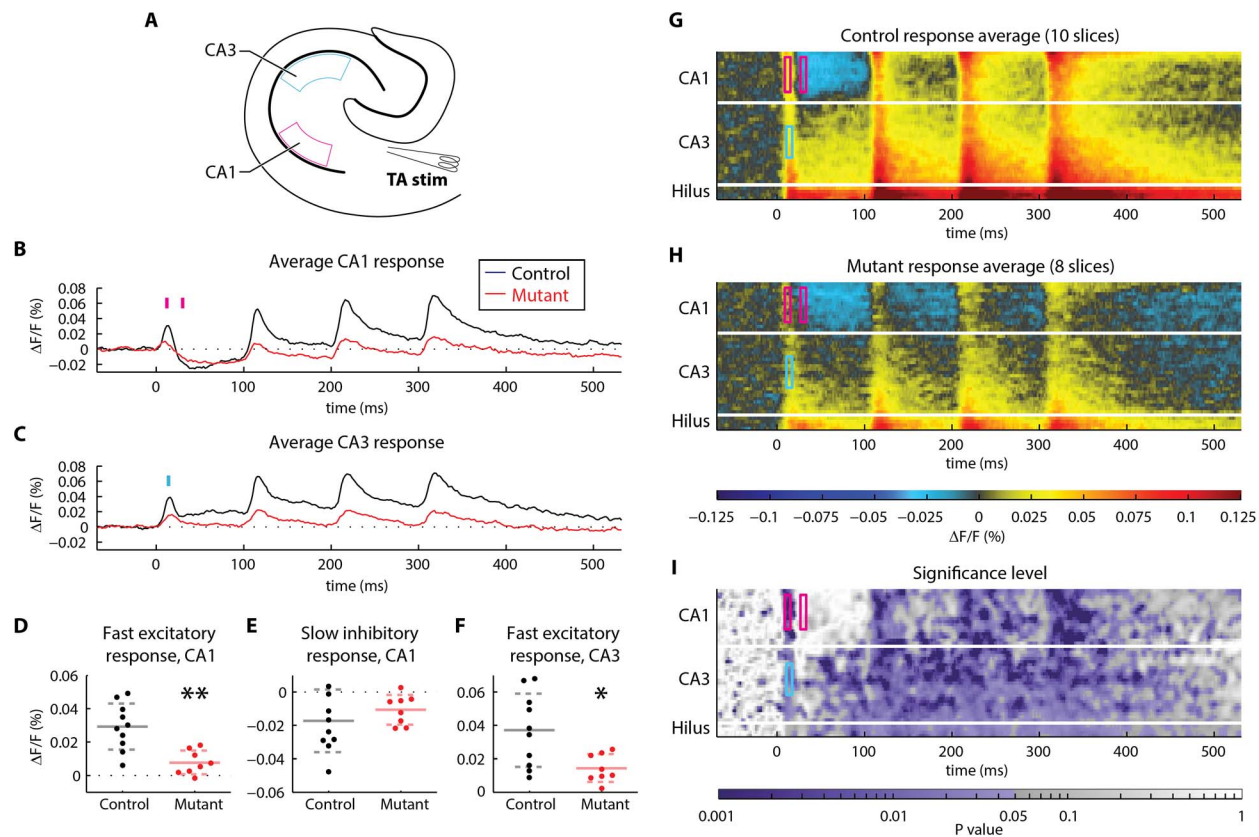 A
CA3
CA1
TA stim
B
Average CA1 response
Control
Mutant
ΔF/F (%)
0.08
0.06
0.04
0.02
0
−0.02
0
100
200
300
400
500
time (ms)
C
Average CA3 response
ΔF/F (%)
0.08
0.06
0.04
0.02
0
−0.02
0
100
200
300
400
500
time (ms)
D
Fast excitatory
response, CA1
**
ΔF/F (%)
0.06
0.04
0.02
0
Control
Mutant
E
Slow inhibitory
response, CA1
0
−0.02
−0.04
−0.06
Control
Mutant
F
Fast excitatory
response, CA3
*
0.06
0.04
0.02
0
Control
Mutant
G
Control response average (10 slices)
CA1
CA3
Hilus
0
100
200
300
400
500
time (ms)
H
Mutant response average (8 slices)
CA1
CA3
Hilus
0
100
200
300
400
500
time (ms)
−0.125
−0.1
−0.075
−0.05
−0.025
0
0.025
0.05
0.075
0.1
0.125
ΔF/F (%)
I
Significance level
CA1
CA3
Hilus
0
100
200
300
400
500
time (ms)
0.001
0.01
0.05
0.1
1
P value